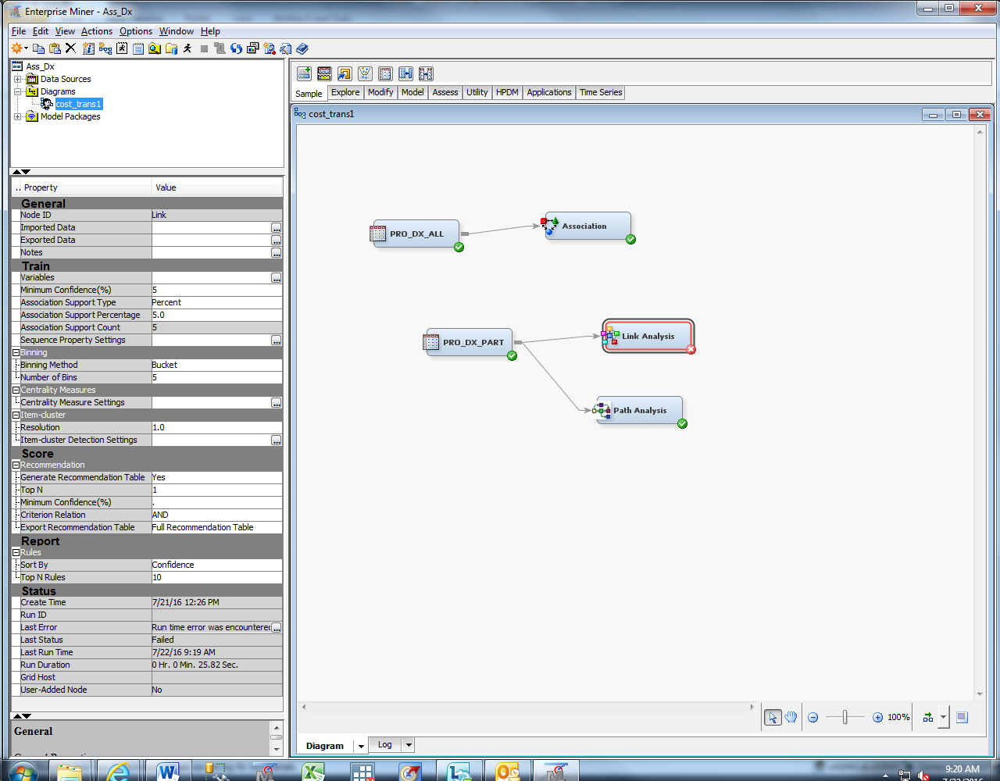 Enterprise Miner - Ass_Dx
File Edit View Actions Options Window Help
Ass_Dx
Data Sources
Diagrams
cost_trans1
Model Packages
.. Property Value
General
Node ID Link
Imported Data ...
Exported Data ...
Notes ...
Train
Variables ...
Minimum Confidence(%) 5
Association Support Type Percent
Association Support Percentage 5.0
Association Support Count 5
Sequence Property Settings ...
Binning
Binning Method Bucket
Number of Bins 5
Centrality Measures
Centrality Measure Settings ...
Item-cluster
Resolution 1.0
Item-cluster Detection Settings ...
Score
Recommendation
Generate Recommendation Table Yes
Top N 1
Minimum Confidence(%) .
Criterion Relation AND
Export Recommendation Table Full Recommendation Table
Report
Rules
Sort By Confidence
Top N Rules 10
Status
Create Time 7/21/16 12:26 PM
Run ID
Last Error Run time error was encountered ...
Last Status Failed
Last Run Time 7/22/16 9:19 AM
Run Duration 0 Hr. 0 Min. 25.82 Sec.
Grid Host
User-Added Node No
General
Sample Explore Modify Model Assess Utility HPDM Applications Time Series
cost_trans1
PRO_DX_ALL
Association
PRO_DX_PART
Link Analysis
Path Analysis
100%
Diagram Log
9:20 AM